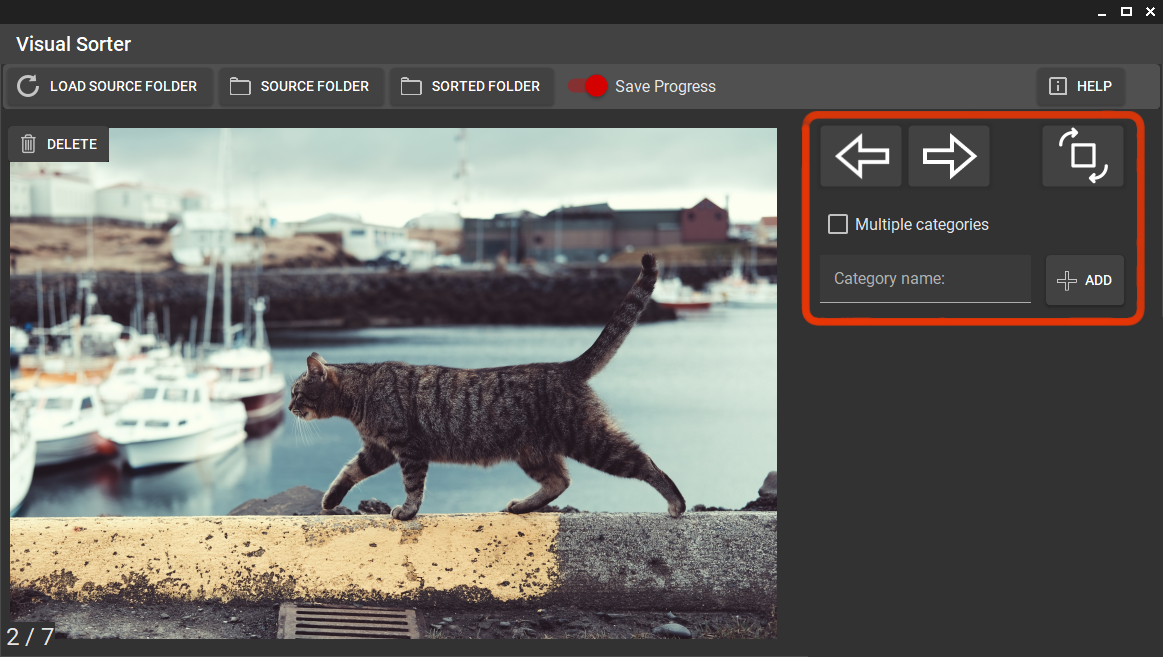 Visual Sorter
LOAD SOURCE FOLDER
SOURCE FOLDER
SORTED FOLDER
Save Progress
HELP
DELETE
Multiple categories
Category name:
ADD
2 / 7